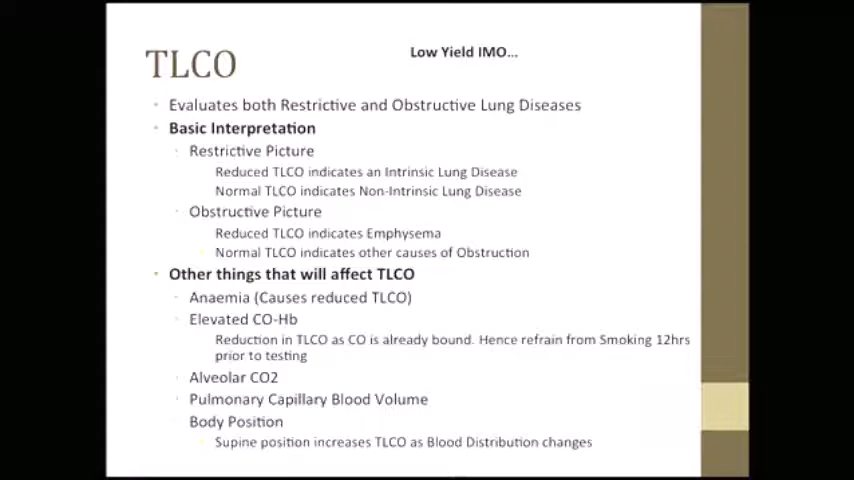 Low Yield IMO...
TLCO
Evaluates both Restrictive and Obstructive Lung Diseases
Basic Interpretation
Restrictive Picture
Reduced TLCO indicates an Intrinsic Lung Disease
Normal TLCO indicates Non-Intrinsic Lung Disease
Obstructive Picture
Reduced TLCO indicates Emphysema
Normal TLCO indicates other causes of Obstruction
Other things that will affect TLCO
Anaemia (Causes reduced TLCO)
Elevated CO-Hb
Reduction in TLCO as CO is already bound. Hence refrain from Smoking 12hrs
prior to testing
Alveolar CO2
Pulmonary Capillary Blood Volume
Body Position
Supine position increases TLCO as Blood Distribution changes